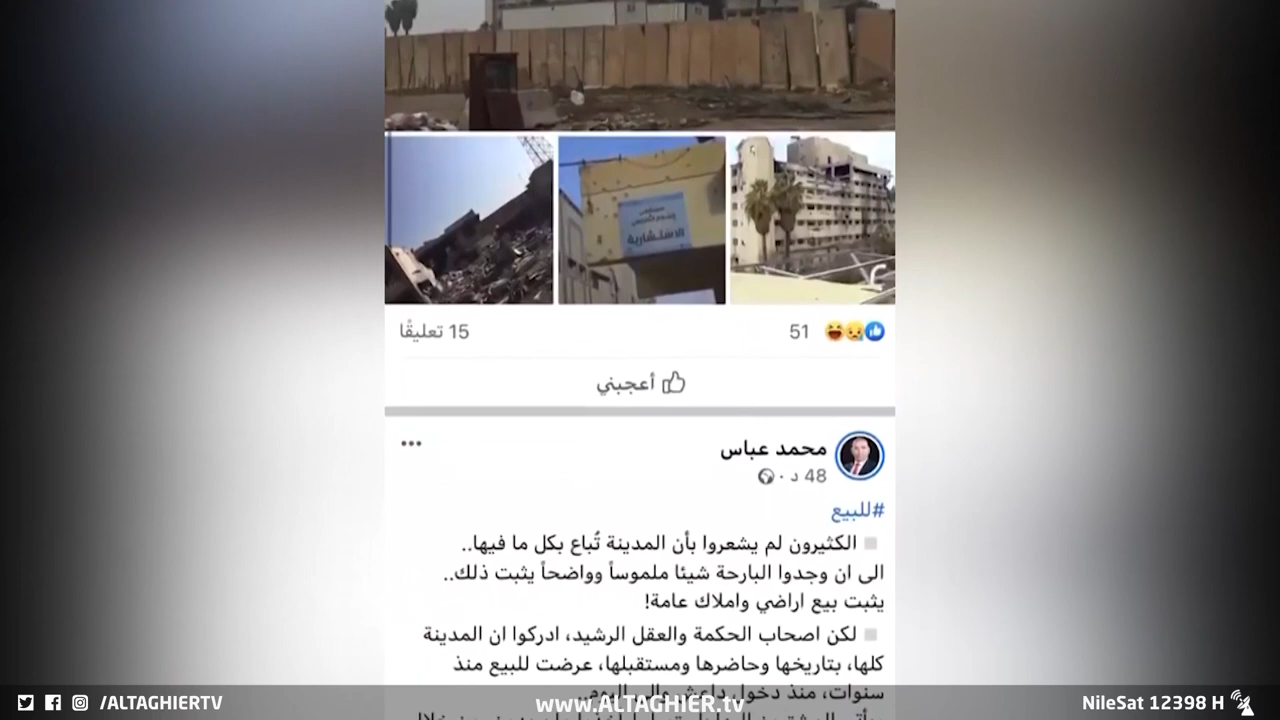 الاستشارية
15 تعليقًا
51
أعجبني
محمد عباس
48 د ·
#للبيع
الكثيرون لم يشعروا بأن المدينة تُباع بكل ما فيها..
الى ان وجدوا البارحة شيئا ملموساً وواضحاً يثبت ذلك..
يثبت بيع اراضي واملاك عامة!
لكن اصحاب الحكمة والعقل الرشيد، ادركوا ان المدينة
كلها، بتاريخها وحاضرها ومستقبلها، عرضت للبيع منذ
سنوات، منذ دخول داعش والى اليوم..
/ALTAGHIERTV
www.ALTAGHIER.tv
NileSat 12398 H